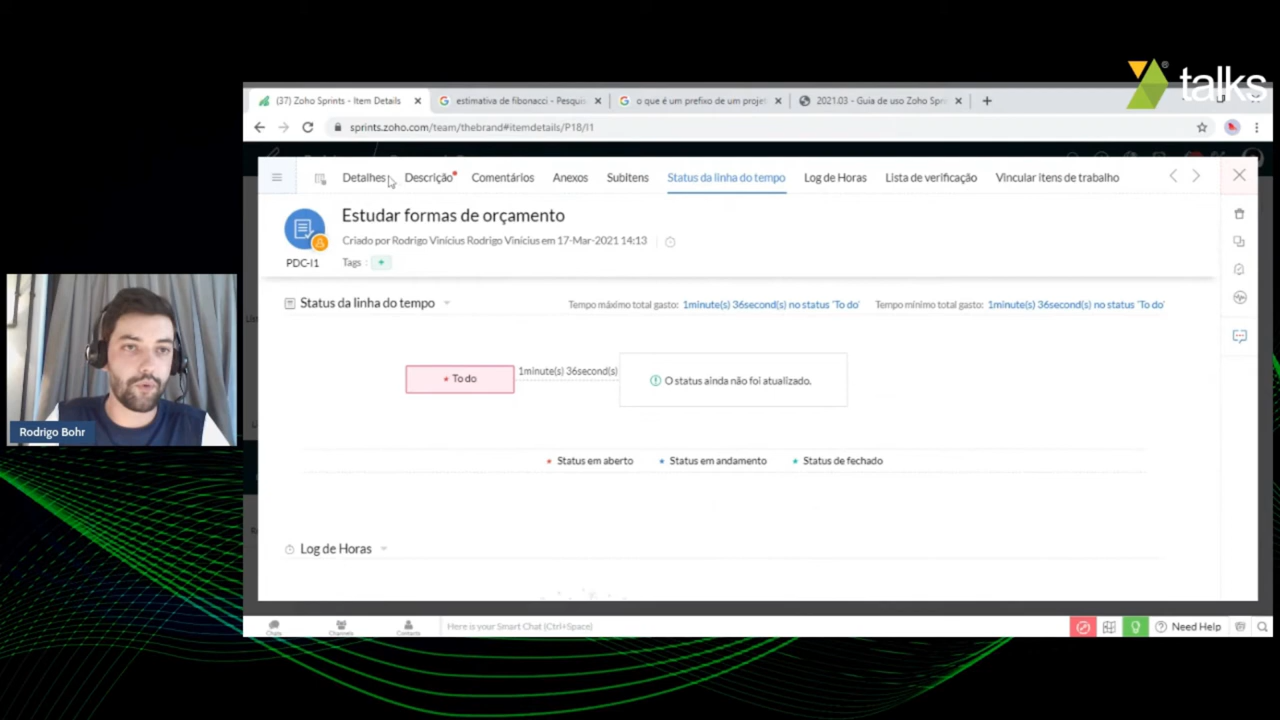 talks
(37) Zoho Sprints - Item Details
estimativa de fibonacci - Pesqui
o que é um prefixo de um projet
2021.03 - Guia de uso Zoho Spri
sprints.zoho.com/team/thebrand#itemdetails/P18/I1
Detalhes
Descrição
Comentários
Anexos
Subitens
Status da linha do tempo
Log de Horas
Lista de verificação
Vincular itens de trabalho
Estudar formas de orçamento
Criado por Rodrigo Vinícius Rodrigo Vinícius em 17-Mar-2021 14:13
PDC-I1
Tags :
Status da linha do tempo
Tempo máximo total gasto: 1minute(s) 36second(s) no status 'To do'
Tempo mínimo total gasto: 1minute(s) 36second(s) no status 'To do'
To do
1minute(s) 36second(s)
O status ainda não foi atualizado.
Status em aberto
Status em andamento
Status de fechado
Log de Horas
Rodrigo Bohr
Chats
Channels
Contacts
Here is your Smart Chat (Ctrl+Space)
Need Help